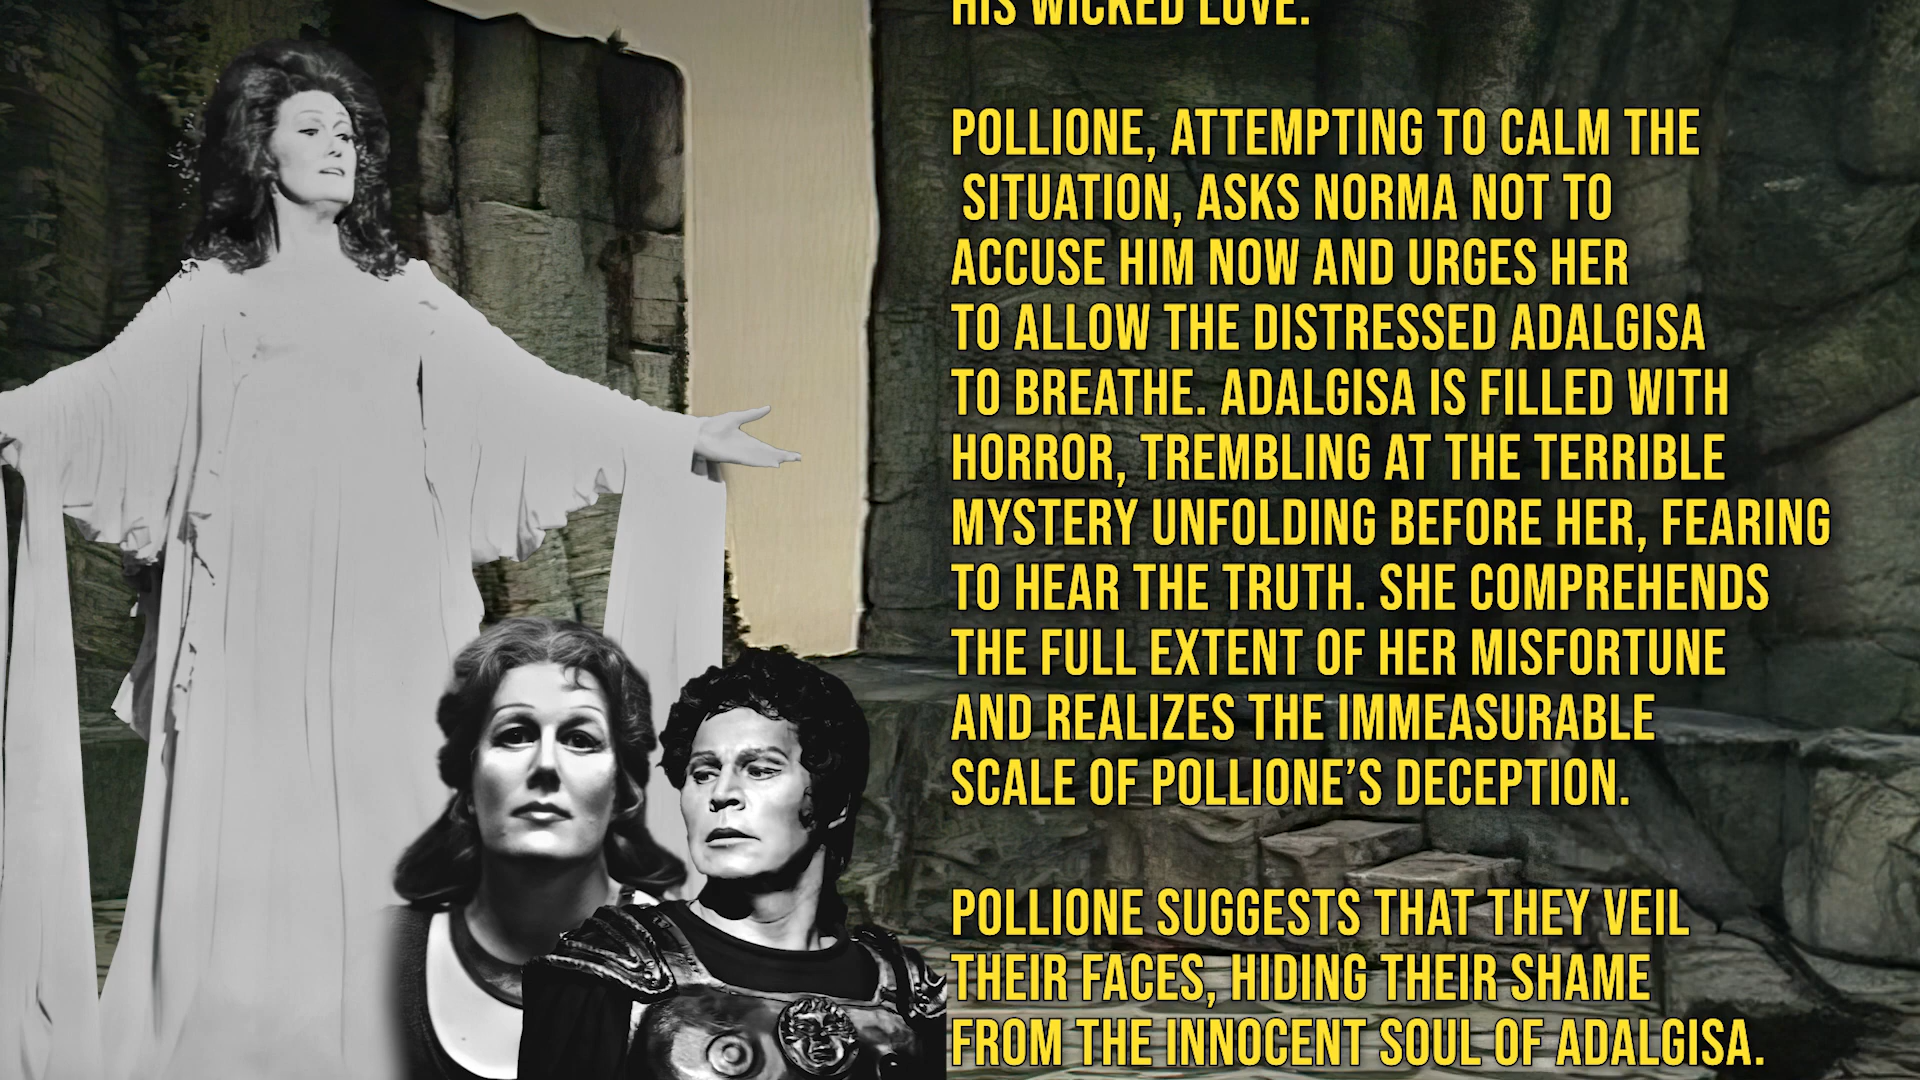 HIS WICKED LOVE.
POLLIONE, ATTEMPTING TO CALM THE
SITUATION, ASKS NORMA NOT TO
ACCUSE HIM NOW AND URGES HER
TO ALLOW THE DISTRESSED ADALGISA
TO BREATHE. ADALGISA IS FILLED WITH
HORROR, TREMBLING AT THE TERRIBLE
MYSTERY UNFOLDING BEFORE HER, FEARING
TO HEAR THE TRUTH. SHE COMPREHENDS
THE FULL EXTENT OF HER MISFORTUNE
AND REALIZES THE IMMEASURABLE
SCALE OF POLLIONE’S DECEPTION.
POLLIONE SUGGESTS THAT THEY VEIL
THEIR FACES, HIDING THEIR SHAME
FROM THE INNOCENT SOUL OF ADALGISA.